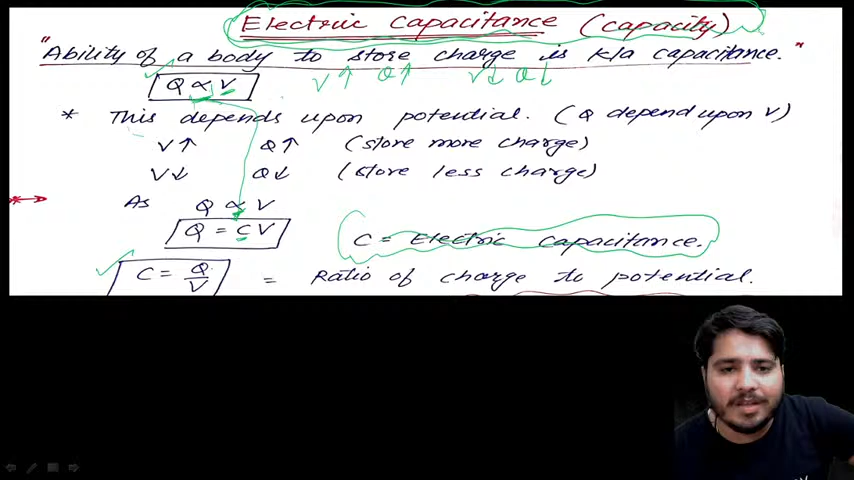 Electric Capacitance (Capacity)
"Ability of a body to store charge is k/a capacitance."
Q ∝ V V↑ Q↑ V↓ Q↓
* This depends upon potential. (Q depend upon V)
V↑ Q↑ (store more charge)
V↓ Q↓ (store less charge)
As Q ∝ V
Q = CV C = Electric Capacitance.
C = Q/V = Ratio of charge to potential.